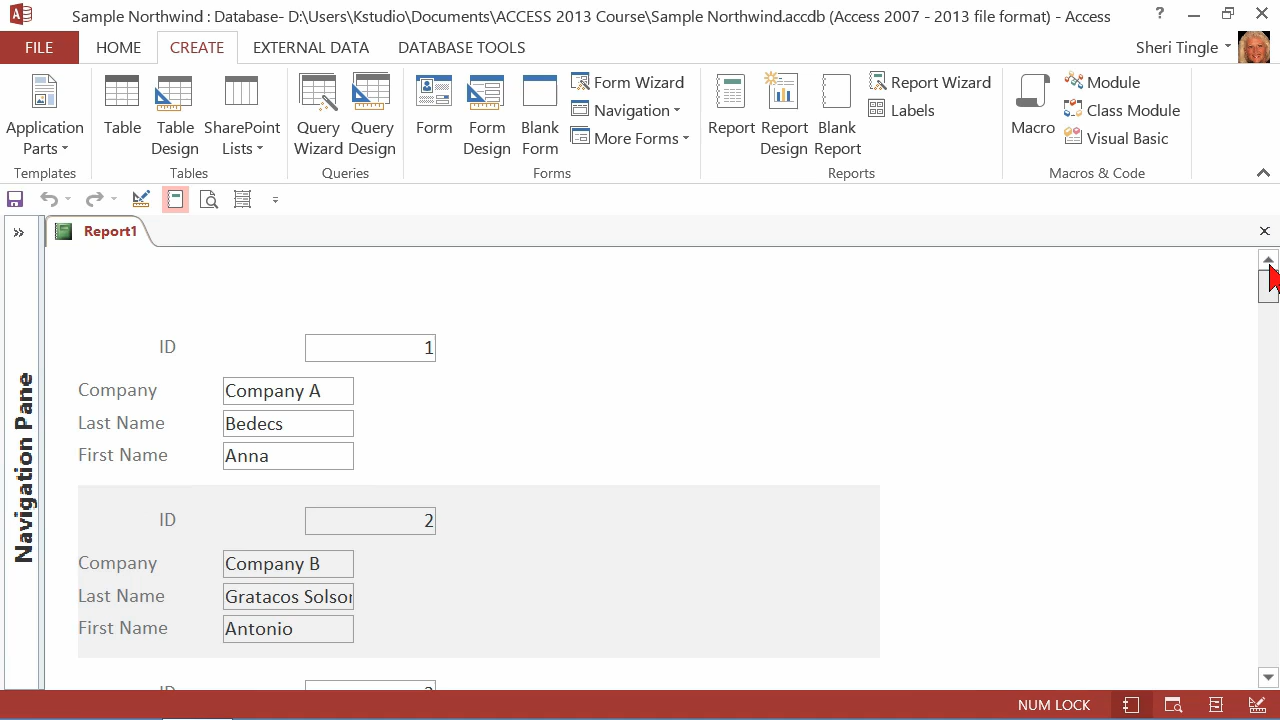 Sample Northwind : Database- D:\Users\Kstudio\Documents\ACCESS 2013 Course\Sample Northwind.accdb (Access 2007 - 2013 file format) - Access
?
FILE HOME CREATE EXTERNAL DATA DATABASE TOOLS Sheri Tingle
Application Parts
Table
Table Design
SharePoint Lists
Query Wizard
Query Design
Form
Form Design
Blank Form
Form Wizard
Navigation
More Forms
Report
Report Design
Blank Report
Report Wizard
Labels
Macro
Module
Class Module
Visual Basic
Templates Tables Queries Forms Reports Macros & Code
Report1
Navigation Pane
ID 1
Company Company A
Last Name Bedecs
First Name Anna
ID 2
Company Company B
Last Name Gratacos Solsor
First Name Antonio
NUM LOCK